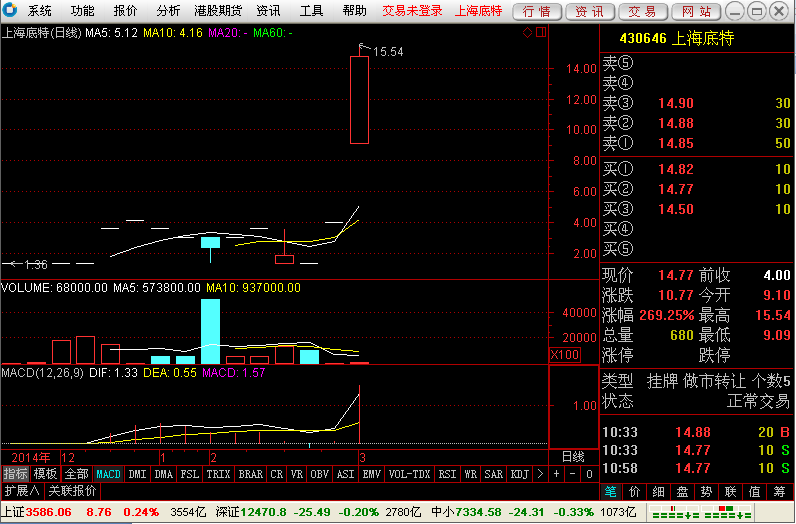 系统 功能 报价 分析 港股期货 资讯 工具 帮助 交易未登录 上海底特 行情 资讯 交易 网站
上海底特(日线) MA5: 5.12 MA10: 4.16 MA20: - MA60: -
15.54
14.00
12.00
10.00
8.00
6.00
4.00
2.00
1.36
VOLUME: 68000.00 MA5: 573800.00 MA10: 937000.00
40000
20000
X100
MACD(12,26,9) DIF: 1.33 DEA: 0.55 MACD: 1.57
1.00
2014年 12 1 2 3 日线
指标 模板 全部 MACD DMI DMA FSL TRIX BRAR CR VR OBV ASI EMV VOL-TDX RSI WR SAR KDJ > + - 0
扩展∧ 关联报价
430646 上海底特
卖⑤
卖④
卖③ 14.90 30
卖② 14.88 30
卖① 14.85 50
买① 14.82 10
买② 14.77 10
买③ 14.50 10
买④
买⑤
现价 14.77 前收 4.00
涨跌 10.77 今开 9.10
涨幅 269.25% 最高 15.54
总量 680 最低 9.09
涨停 跌停
类型 挂牌 做市转让 个数5
状态 正常交易
10:33 14.88 20 B
10:33 14.77 10 S
10:58 14.77 10 S
笔 价 细 盘 势 联 值 筹
上证3586.06 8.76 0.24% 3554亿 深证12470.8 -25.49 -0.20% 2780亿 中小7334.58 -24.31 -0.33% 1073亿